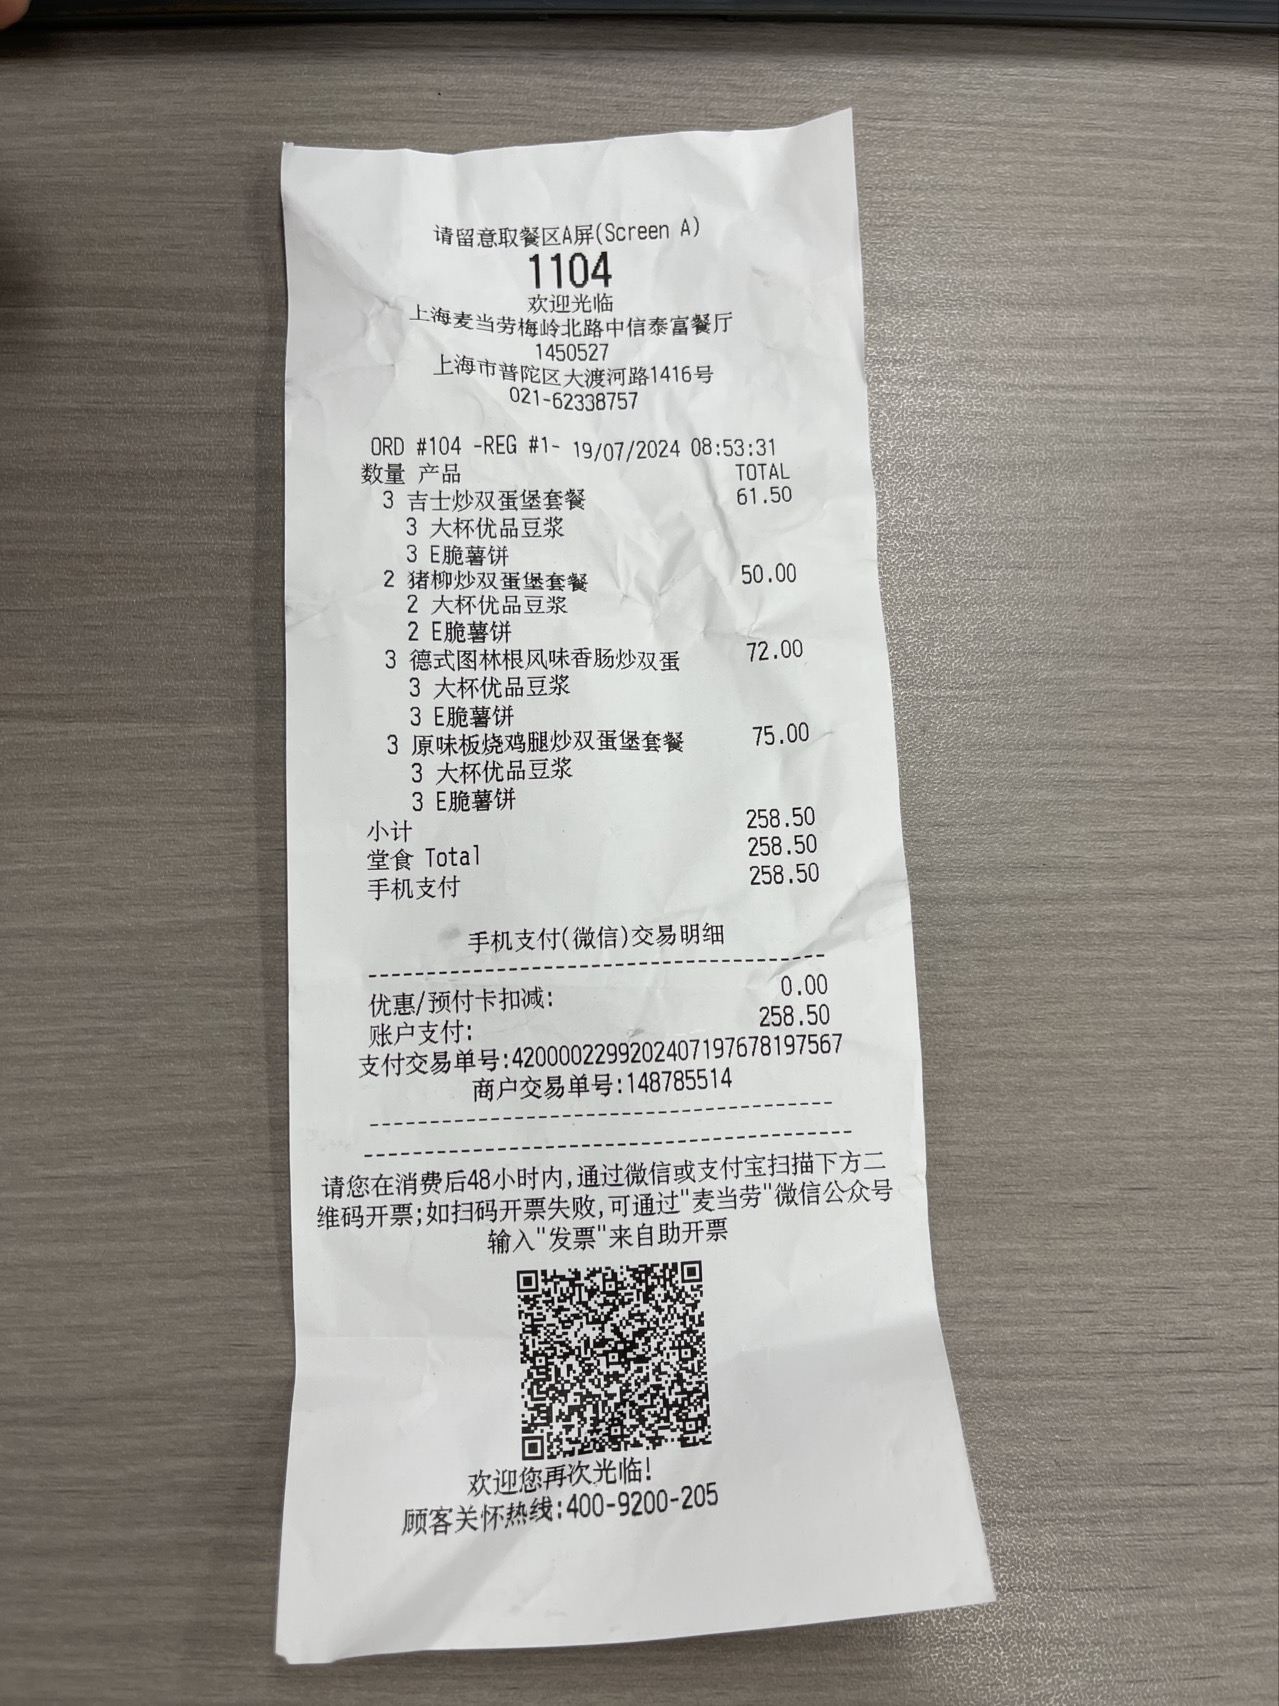 请留意取餐区A屏(Screen A)
1104
欢迎光临
上海麦当劳梅岭北路中信泰富餐厅
1450527
上海市普陀区大渡河路1416号
021-62338757
ORD #104 -REG #1- 19/07/2024 08:53:31
数量 产品 TOTAL
3 吉士炒双蛋堡套餐 61.50
3 大杯优品豆浆
3 E脆薯饼
2 猪柳炒双蛋堡套餐 50.00
2 大杯优品豆浆
2 E脆薯饼
3 德式图林根风味香肠炒双蛋 72.00
3 大杯优品豆浆
3 E脆薯饼
3 原味板烧鸡腿炒双蛋堡套餐 75.00
3 大杯优品豆浆
3 E脆薯饼
小计 258.50
堂食 Total 258.50
手机支付 258.50
手机支付(微信)交易明细
优惠/预付卡扣减: 0.00
账户支付: 258.50
支付交易单号:4200002299202407197678197567
商户交易单号:148785514
请您在消费后48小时内,通过微信或支付宝扫描下方二
维码开票;如扫码开票失败,可通过"麦当劳"微信公众号
输入"发票"来自助开票
欢迎您再次光临!
顾客关怀热线:400-9200-205